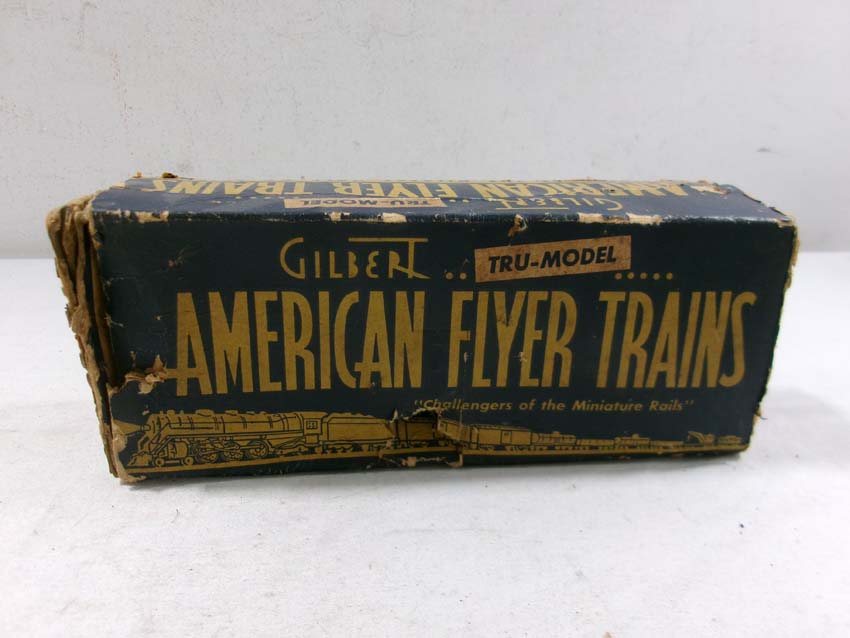 AMERICAN FLYER TRAINS
GILBERT
TRU-MODEL
GILBERT .. TRU-MODEL .....
AMERICAN FLYER TRAINS
"Challengers of the Miniature Rails"